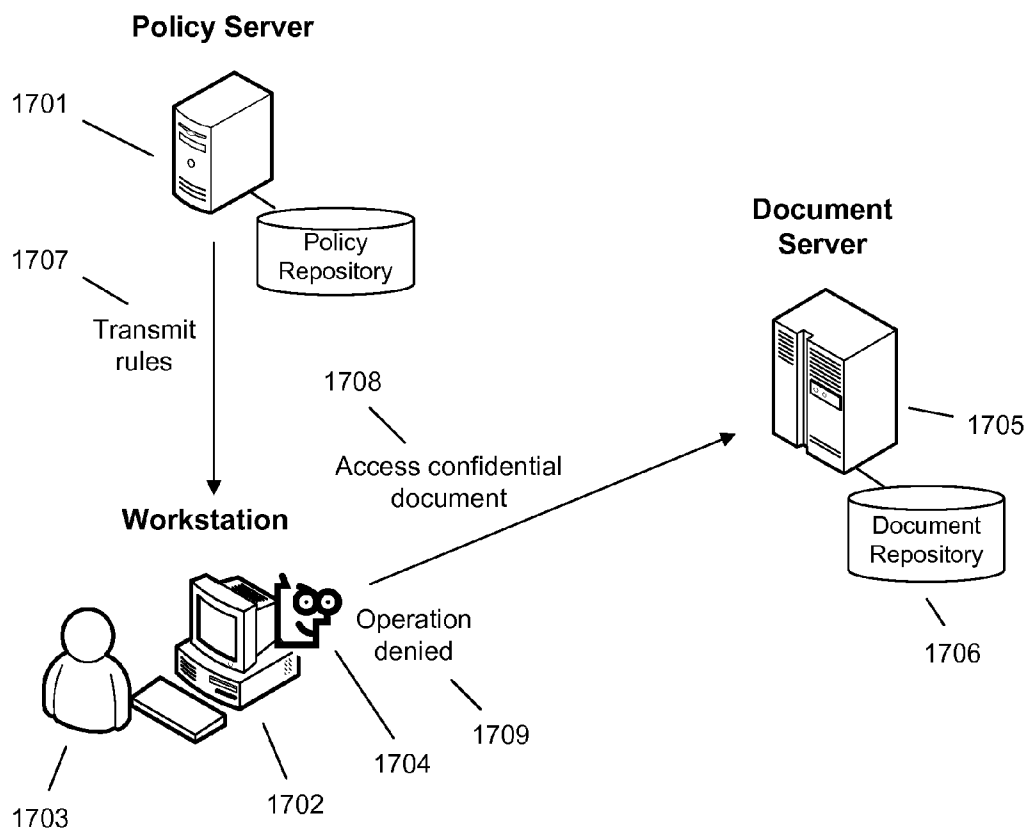 Policy Server
1701
Policy
Repository
1707
Transmit
rules
Document
Server
1708
1705
Access confidential
document
Workstation
Document
Repository
Operation
denied
1706
1709
1704
1702
1703